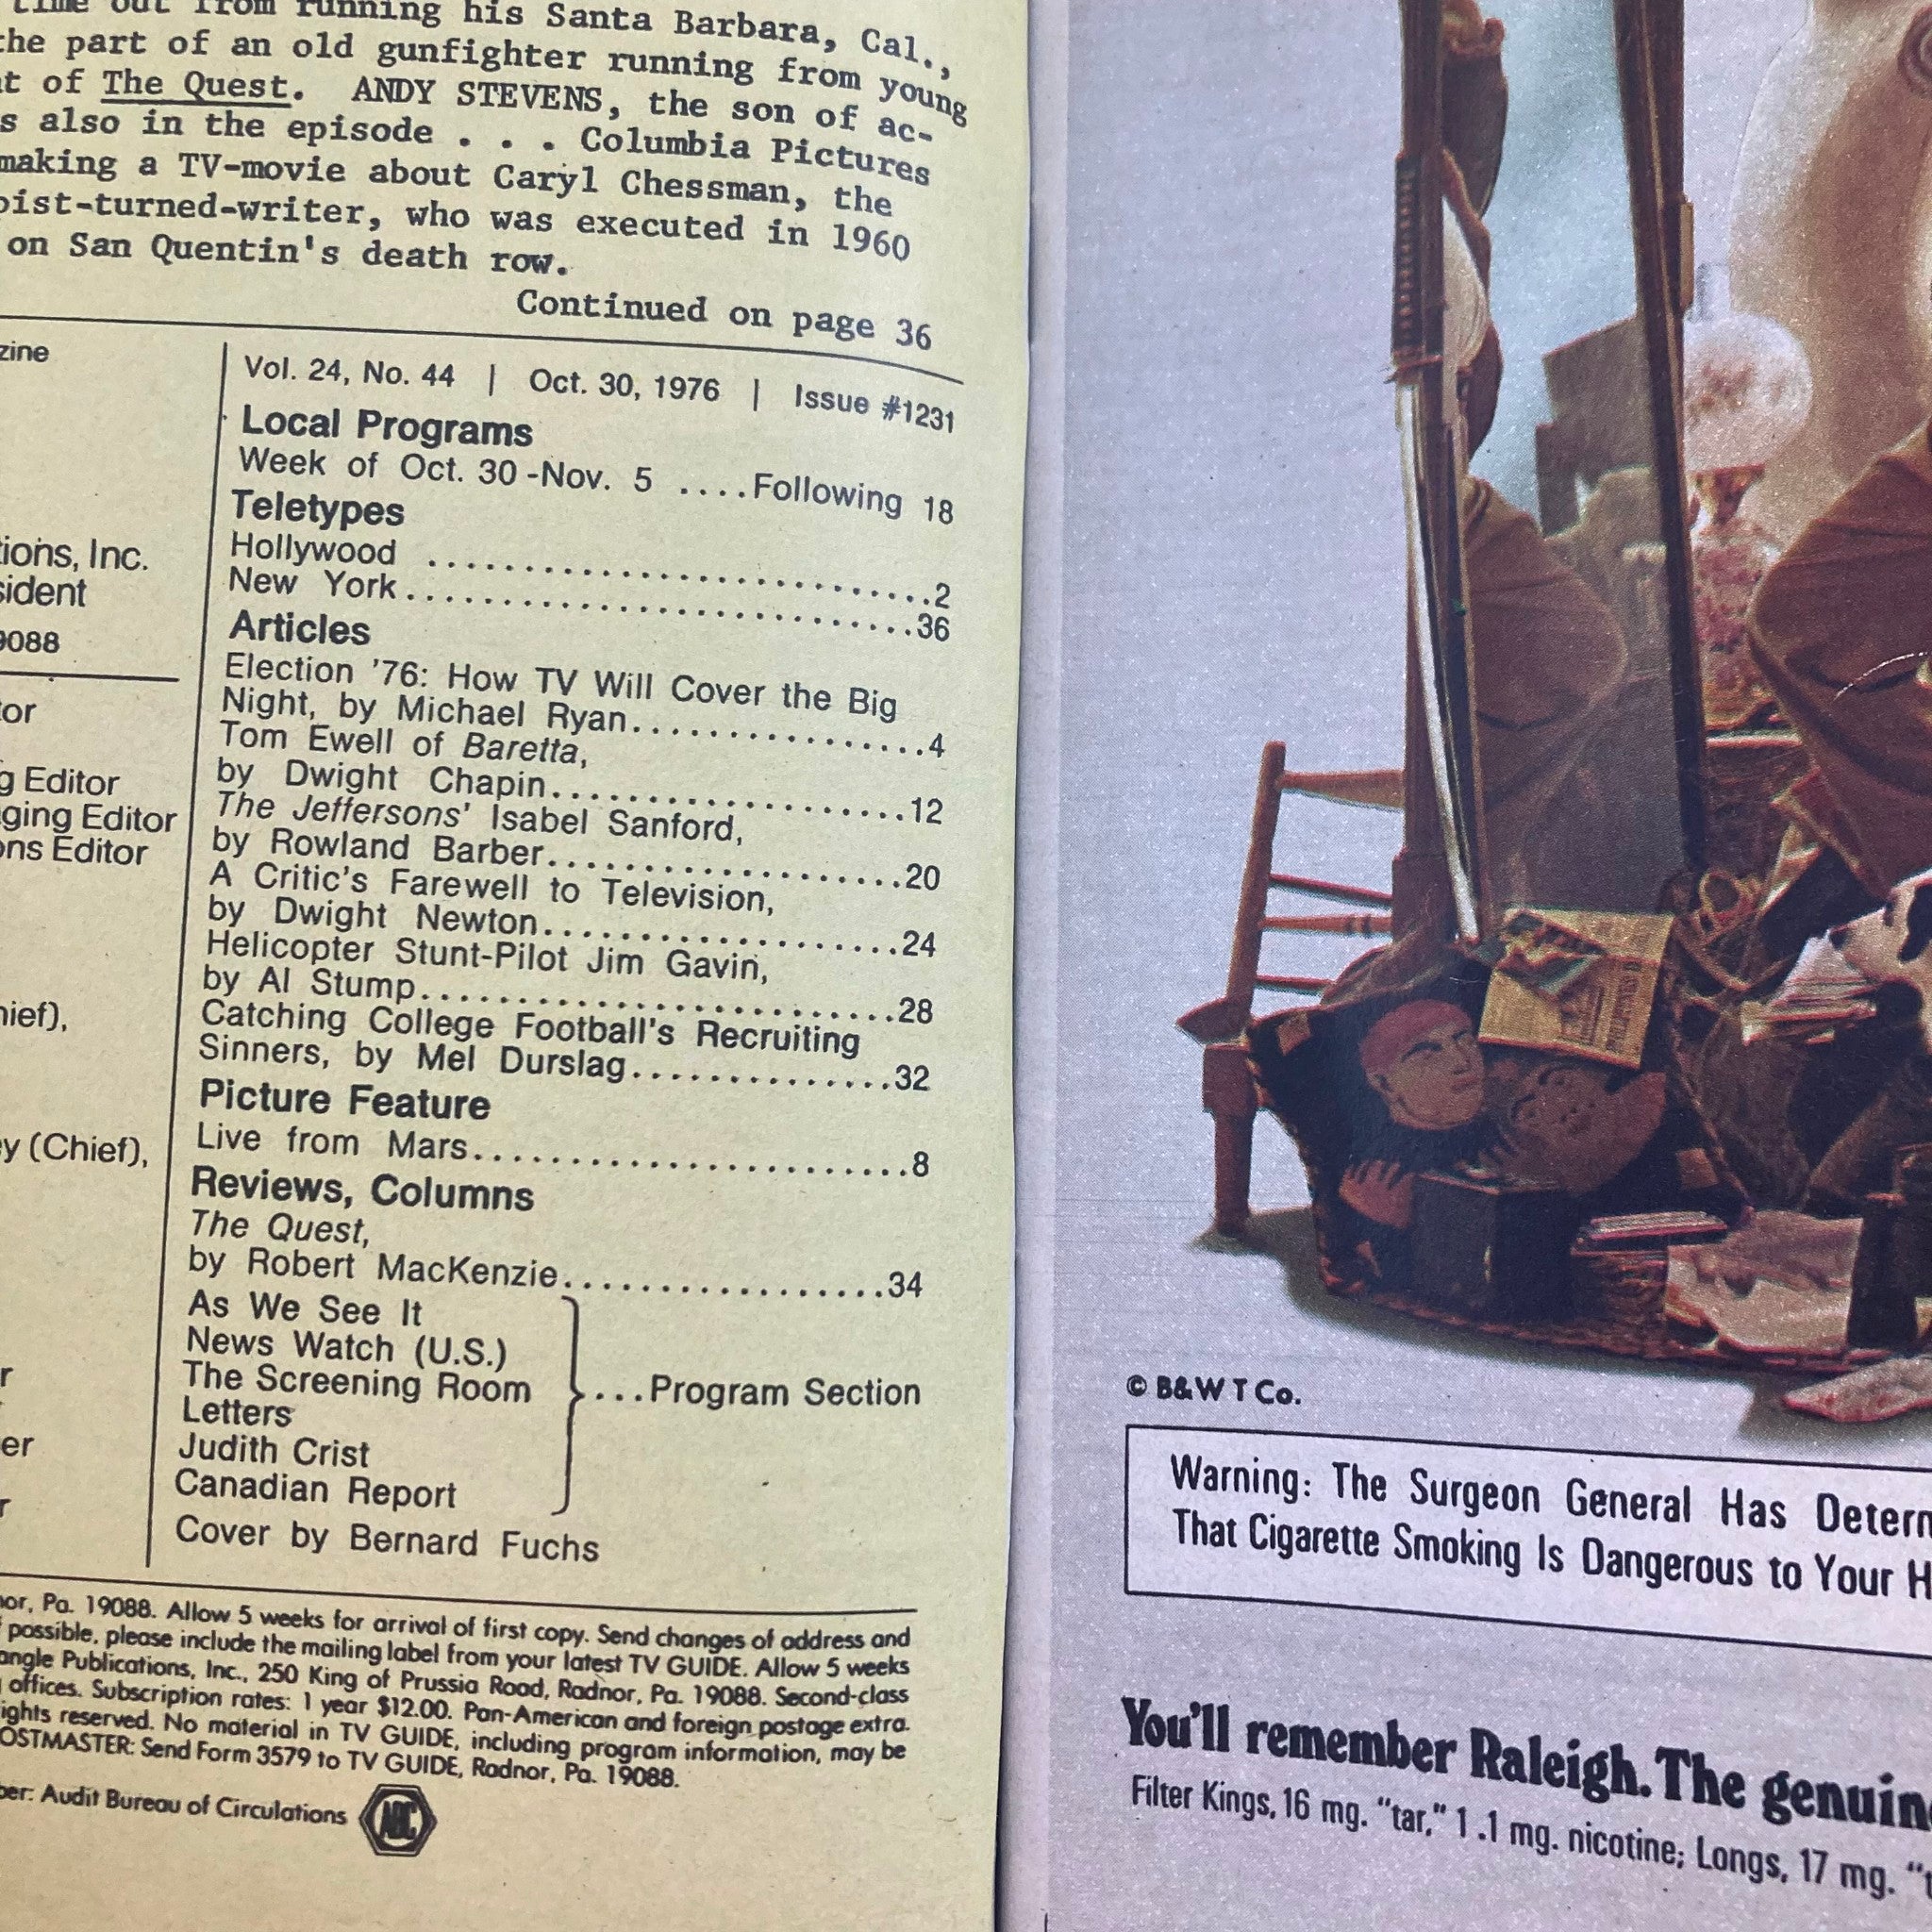 time out from running his Santa Barbara, Cal.,
the part of an old gunfighter running from young
of The Quest. ANDY STEVENS, the son of ac-
also in the episode . . . Columbia Pictures
making a TV-movie about Caryl Chessman, the
-turned-writer, who was executed in 1960
on San Quentin's death row.
Continued on page 36
Vol. 24, No. 44 | Oct. 30, 1976 | Issue #1231
Local Programs
Week of Oct. 30-Nov. 5 ....Following 18
Teletypes
Hollywood ..............................2
New York..............................36
Articles
Election '76: How TV Will Cover the Big
Night, by Michael Ryan................4
Tom Ewell of Baretta,
by Dwight Chapin....................12
The Jeffersons' Isabel Sanford,
by Rowland Barber....................20
A Critic's Farewell to Television,
by Dwight Newton....................24
Helicopter Stunt-Pilot Jim Gavin,
by Al Stump..........................28
Catching College Football's Recruiting
Sinners, by Mel Durslag..............32
Picture Feature
Live from Mars.........................8
Reviews, Columns
The Quest,
by Robert MacKenzie.................34
As We See It
News Watch (U.S.)
The Screening Room
Letters
Judith Crist
Canadian Report
...Program Section
Cover by Bernard Fuchs
zine
tions, Inc.
sident
9088
tor
g Editor
ging Editor
ons Editor
hief),
y (Chief),
r
er
r
nor, Pa. 19088. Allow 5 weeks for arrival of first copy. Send changes of address and
possible, please include the mailing label from your latest TV GUIDE. Allow 5 weeks
angle Publications, Inc., 250 King of Prussia Road, Radnor, Pa. 19088. Second-class
offices. Subscription rates: 1 year $12.00. Pan-American and foreign postage extra.
ights reserved. No material in TV GUIDE, including program information, may be
OSTMASTER: Send Form 3579 to TV GUIDE, Radnor, Pa. 19088.
ber: Audit Bureau of Circulations
ABC
© B&W T Co.
Warning: The Surgeon General Has Determ
That Cigarette Smoking Is Dangerous to Your H
You'll remember Raleigh. The genuin
Filter Kings, 16 mg. "tar," 1.1 mg. nicotine; Longs, 17 mg. "t